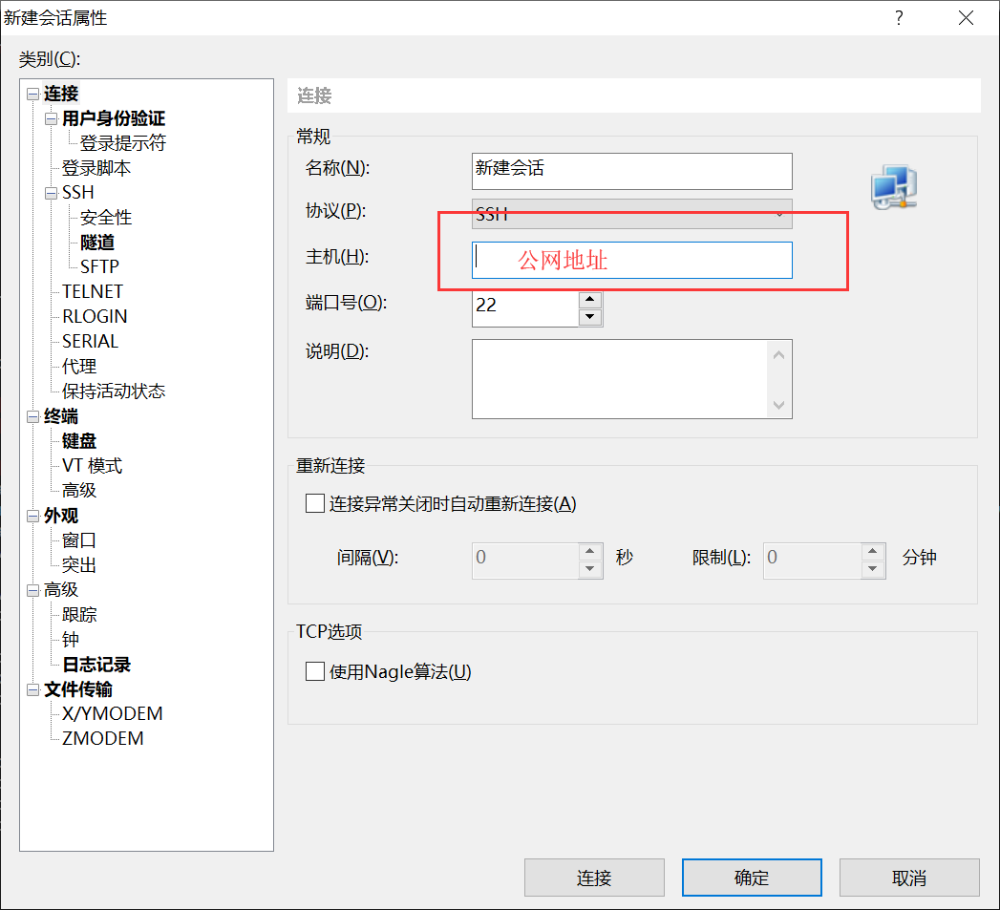 新建会话属性
?
类别(C):
连接
用户身份验证
登录提示符
登录脚本
SSH
安全性
隧道
SFTP
TELNET
RLOGIN
SERIAL
代理
保持活动状态
终端
键盘
VT 模式
高级
外观
窗口
突出
高级
跟踪
钟
日志记录
文件传输
X/YMODEM
ZMODEM
连接
常规
名称(N): 新建会话
协议(P): SSH
主机(H): 公网地址
端口号(O): 22
说明(D):
重新连接
连接异常关闭时自动重新连接(A)
间隔(V): 0 秒 限制(L): 0 分钟
TCP选项
使用Nagle算法(U)
连接 确定 取消